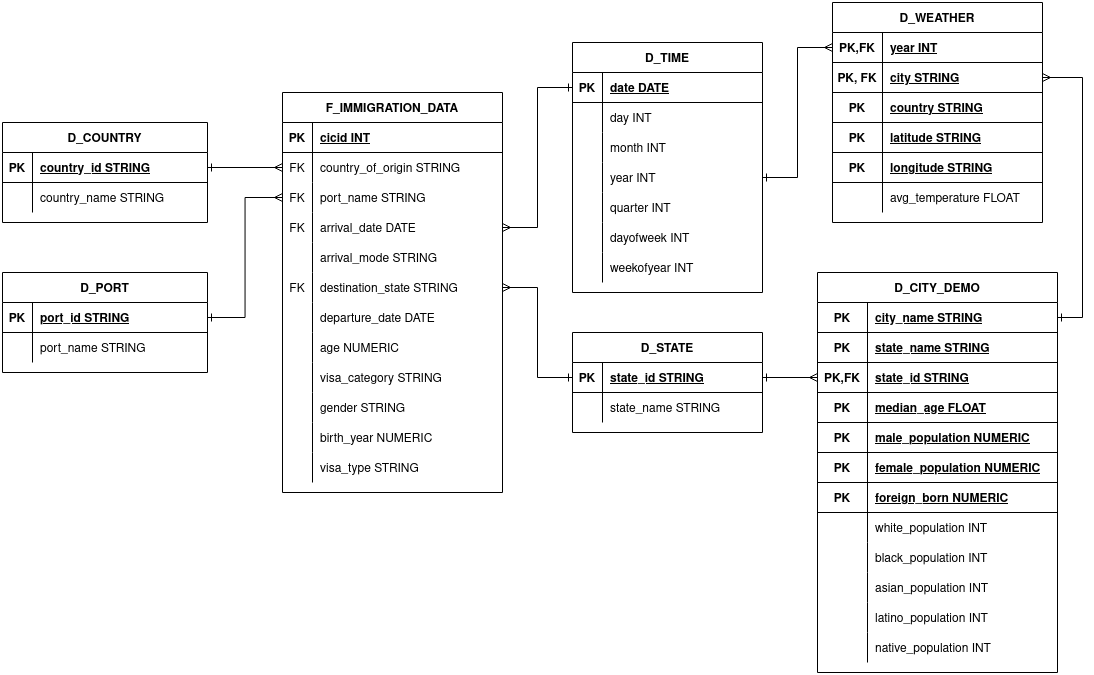 D_COUNTRY
PK country_id STRING
country_name STRING
D_PORT
PK port_id STRING
port_name STRING
F_IMMIGRATION_DATA
PK cicid INT
FK country_of_origin STRING
FK port_name STRING
FK arrival_date DATE
arrival_mode STRING
FK destination_state STRING
departure_date DATE
age NUMERIC
visa_category STRING
gender STRING
birth_year NUMERIC
visa_type STRING
D_TIME
PK date DATE
day INT
month INT
year INT
quarter INT
dayofweek INT
weekofyear INT
D_STATE
PK state_id STRING
state_name STRING
D_WEATHER
PK,FK year INT
PK, FK city STRING
PK country STRING
PK latitude STRING
PK longitude STRING
avg_temperature FLOAT
D_CITY_DEMO
PK city_name STRING
PK state_name STRING
PK,FK state_id STRING
PK median_age FLOAT
PK male_population NUMERIC
PK female_population NUMERIC
PK foreign_born NUMERIC
white_population INT
black_population INT
asian_population INT
latino_population INT
native_population INT